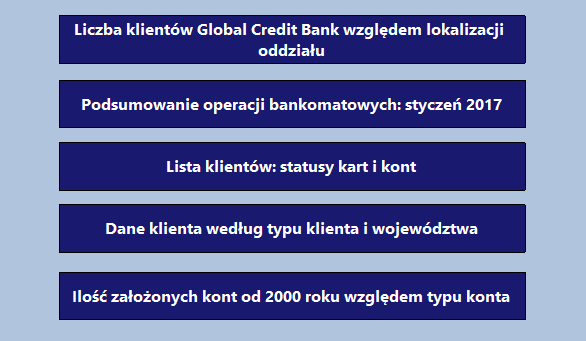 Liczba klientów Global Credit Bank względem lokalizacji
oddziału
Podsumowanie operacji bankomatowych: styczeń 2017
Lista klientów: statusy kart i kont
Dane klienta według typu klienta i województwa
Ilość założonych kont od 2000 roku względem typu konta